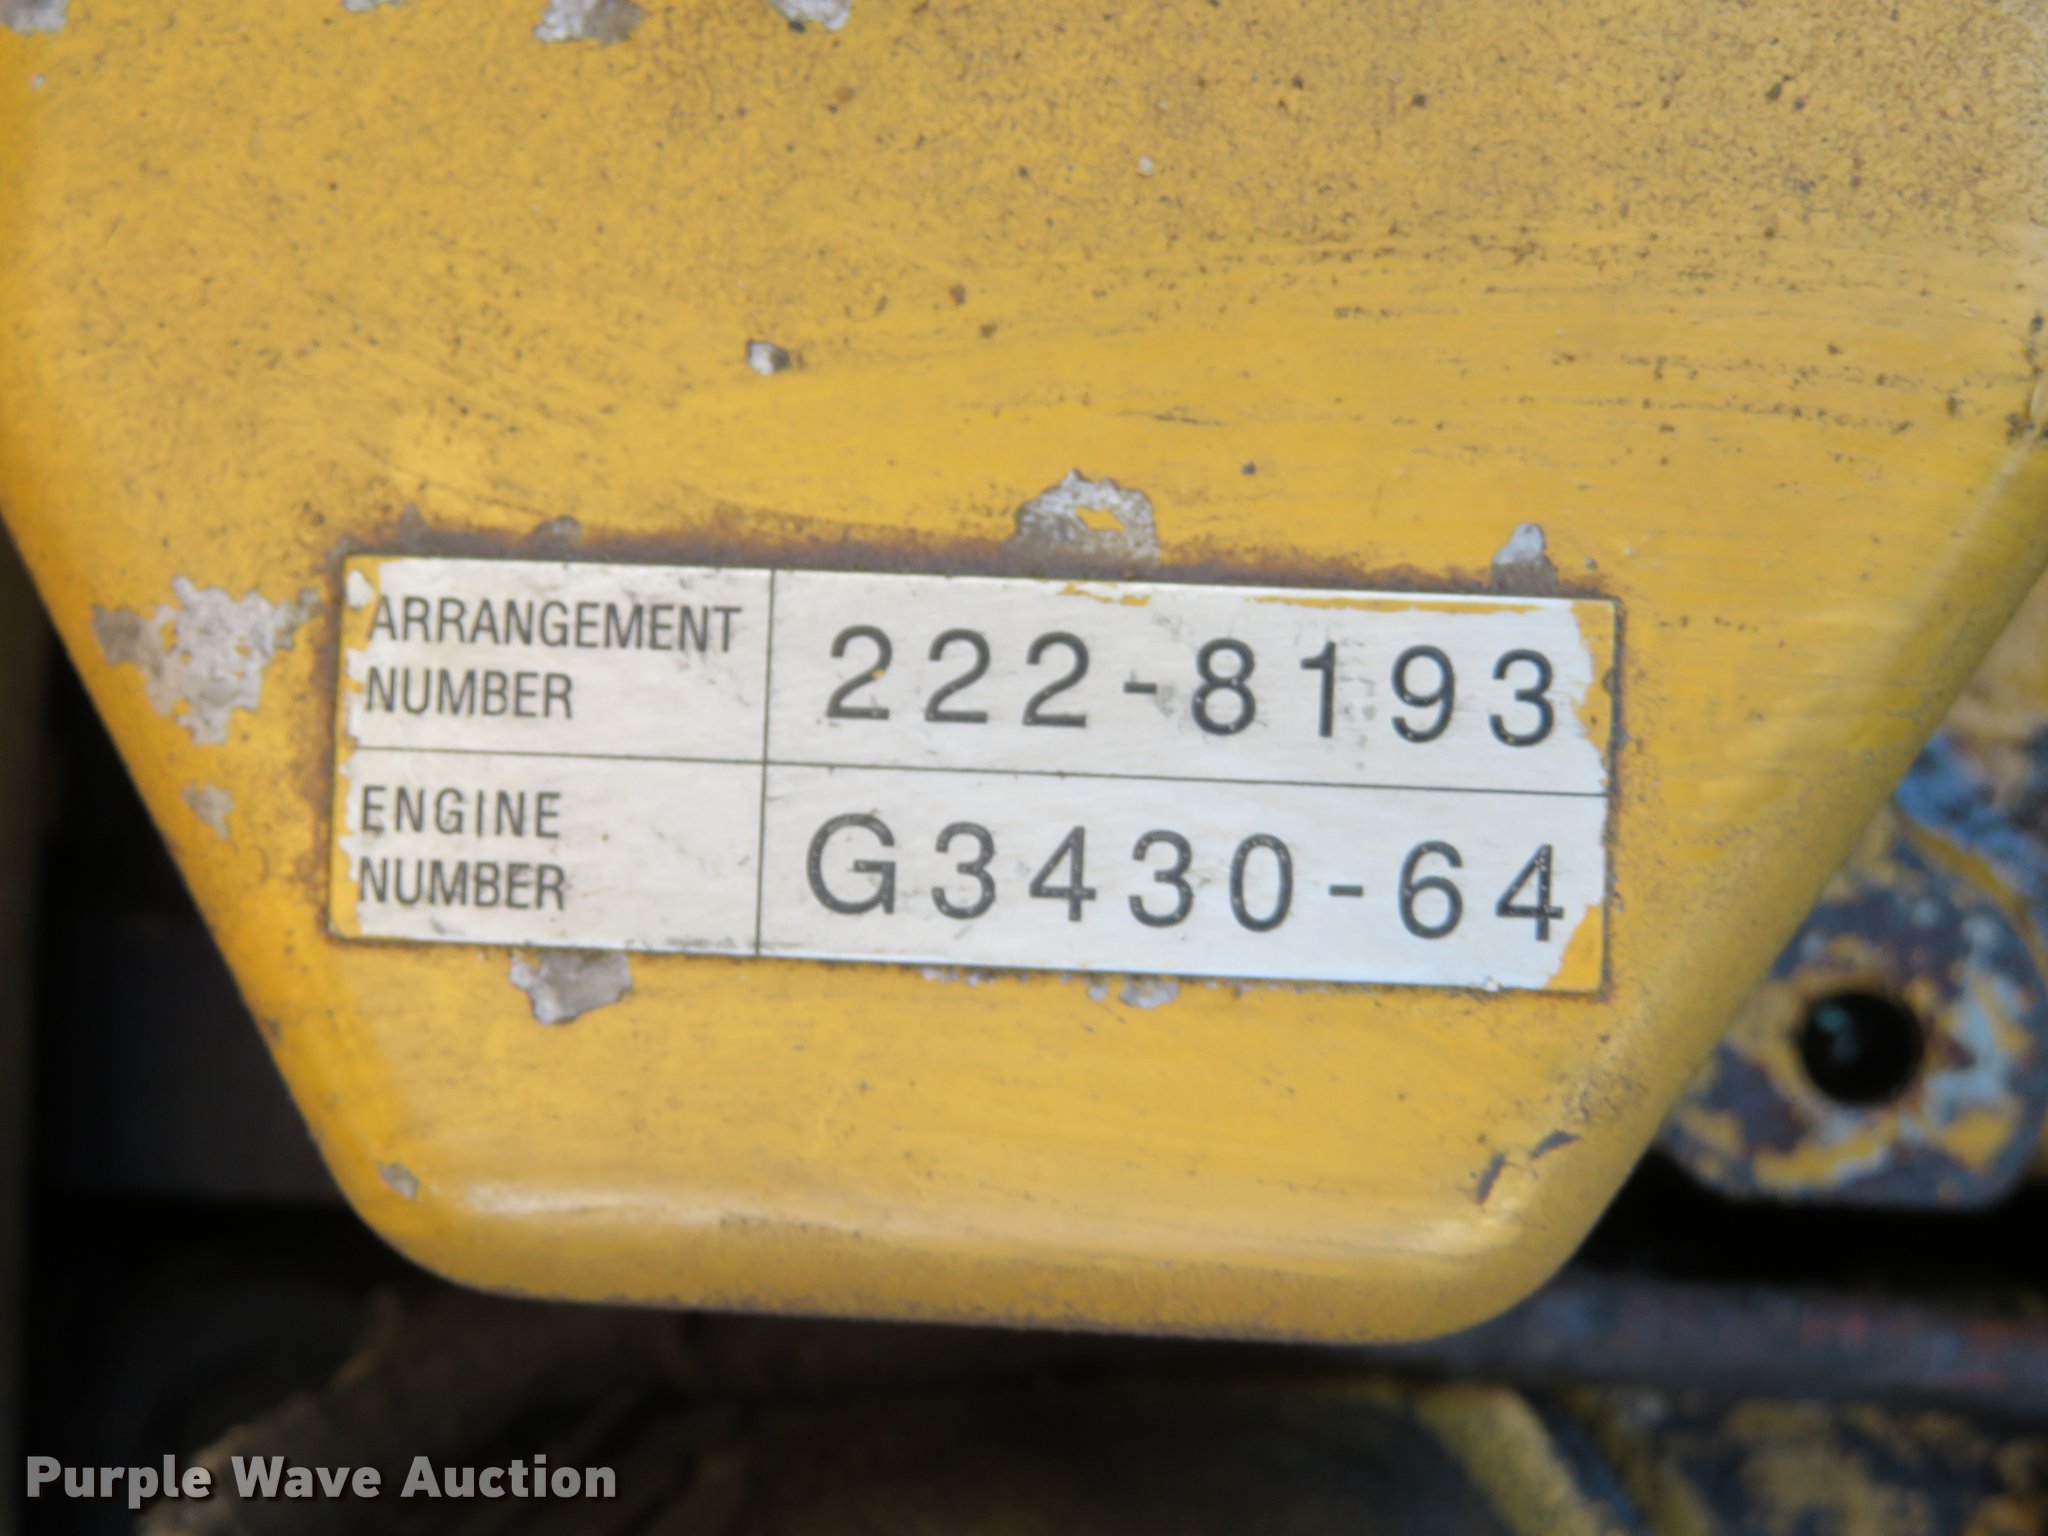 ARRANGEMENT
NUMBER
222-8193
ENGINE
NUMBER
G3430-64
Purple Wave Auction